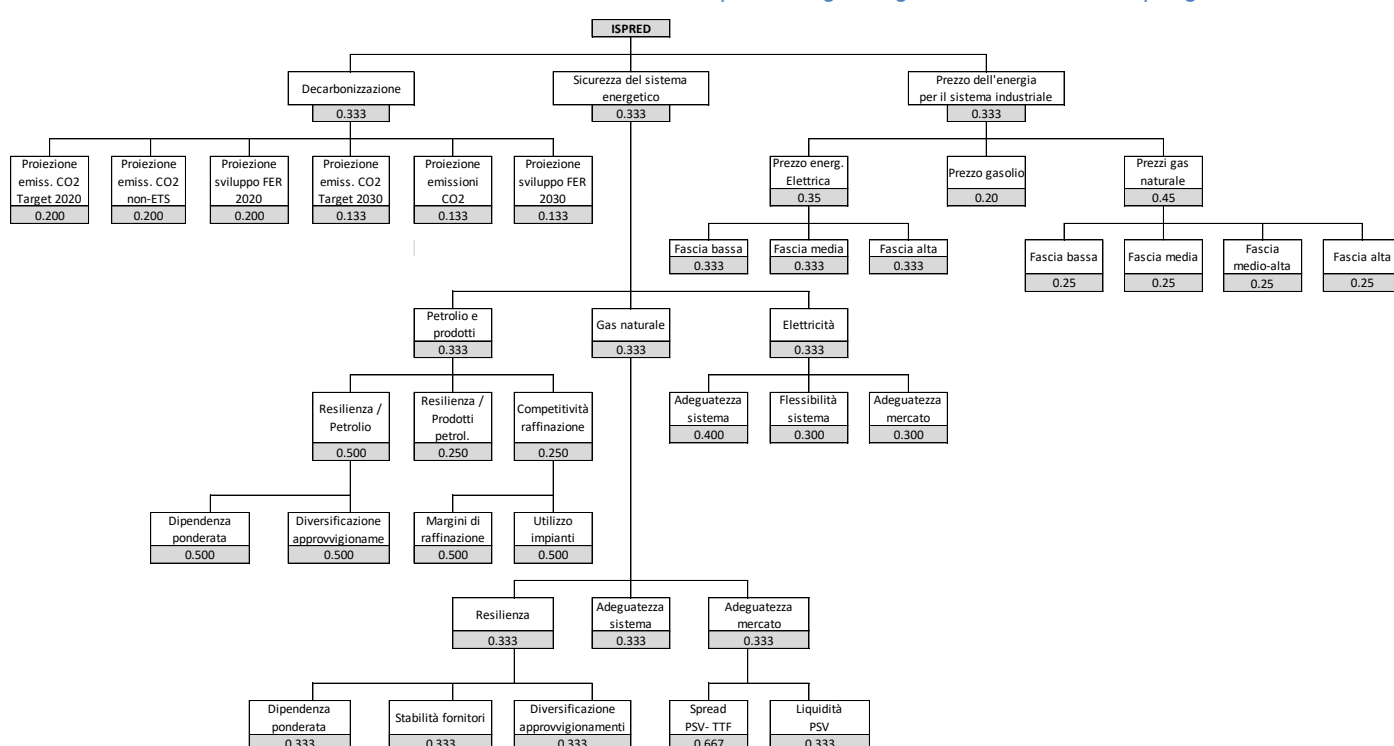 ISPRED
Decarbonizzazione
0.333
Sicurezza del sistema
energetico
0.333
Prezzo dell'energia
per il sistema industriale
0.333
Proiezione
emiss. CO2
Target 2020
0.200
Proiezione
emiss. CO2
non-ETS
0.200
Proiezione
sviluppo FER
2020
0.200
Proiezione
emiss. CO2
Target 2030
0.133
Proiezione
emissioni
CO2
0.133
Proiezione
sviluppo FER
2030
0.133
Prezzo energ.
Elettrica
0.35
Prezzo gasolio
0.20
Prezzi gas
naturale
0.45
Fascia bassa
0.333
Fascia media
0.333
Fascia alta
0.333
Fascia bassa
0.25
Fascia media
0.25
Fascia
medio-alta
0.25
Fascia alta
0.25
Petrolio e
prodotti
0.333
Gas naturale
0.333
Elettricità
0.333
Resilienza /
Petrolio
0.500
Resilienza /
Prodotti
petrol.
0.250
Competitività
raffinazione
0.250
Adeguatezza
sistema
0.400
Flessibilità
sistema
0.300
Adeguatezza
mercato
0.300
Dipendenza
ponderata
0.500
Diversificazione
approvvigioname
0.500
Margini di
raffinazione
0.500
Utilizzo
impianti
0.500
Resilienza
0.333
Adeguatezza
sistema
0.333
Adeguatezza
mercato
0.333
Dipendenza
ponderata
0.333
Stabilità fornitori
0.333
Diversificazione
approvvigionamenti
0.333
Spread
PSV- TTF
0.667
Liquidità
PSV
0.333